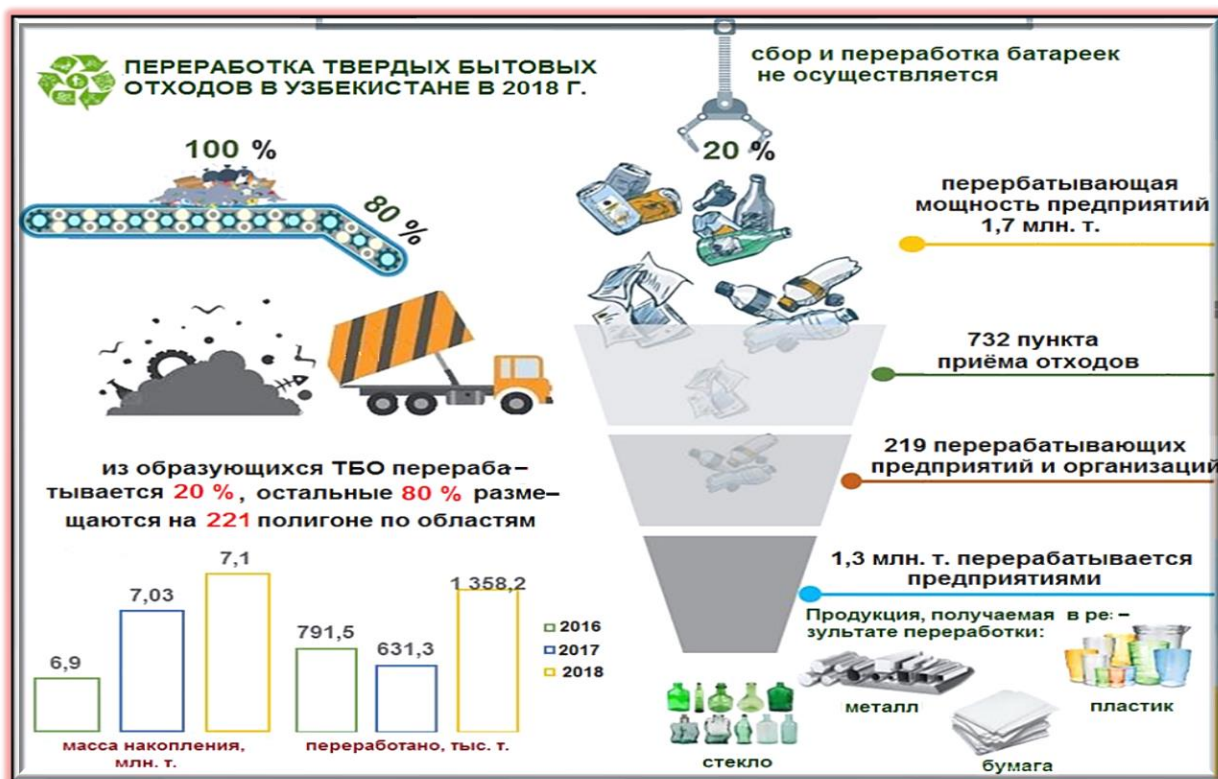 ПЕРЕРАБОТКА ТВЕРДЫХ БЫТОВЫХ
ОТХОДОВ В УЗБЕКИСТАНЕ В 2018 Г.
сбор и переработка батареек
не осуществляется
100 %
80 %
20 %
перербатывающая
мощность предприятий
1,7 млн. т.
732 пункта
приёма отходов
219 перерабатывающих
предприятий и организаций
1,3 млн. т. перерабатывается
предприятиями
из образующихся ТБО перераба–
тывается 20 %, остальные 80 % разме–
щаются на 221 полигоне по областям
6,9
7,03
7,1
791,5
631,3
1 358,2
2016
2017
2018
масса накопления,
млн. т.
переработано, тыс. т.
Продукция, получаемая в ре: –
зультате переработки:
стекло
металл
бумага
пластик